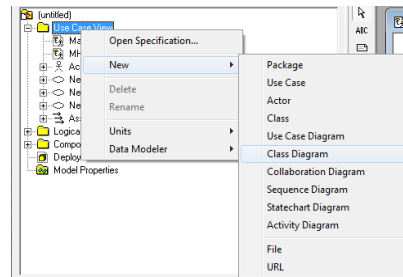 (untitled)
Use Case View
Ma
MH
Ac
Ne
Ne
Ne
As
Logica
Compo
Deploy
Model Properties
Open Specification...
New
Delete
Rename
Units
Data Modeler
Package
Use Case
Actor
Class
Use Case Diagram
Class Diagram
Collaboration Diagram
Sequence Diagram
Statechart Diagram
Activity Diagram
File
URL
ABC